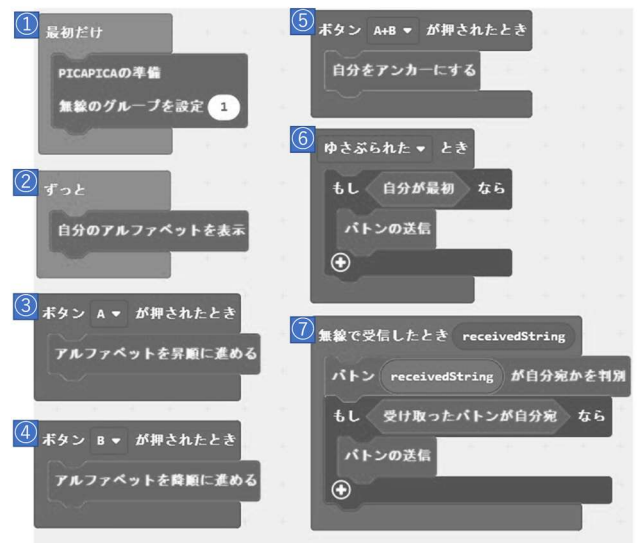 ① 最初だけ
PICAPICAの準備
無線のグループを設定 1
② ずっと
自分のアルファベットを表示
③ ボタン A ▼ が押されたとき
アルファベットを昇順に進める
④ ボタン B ▼ が押されたとき
アルファベットを降順に進める
⑤ ボタン A+B ▼ が押されたとき
自分をアンカーにする
⑥ ゆさぶられた ▼ とき
もし 自分が最初 なら
バトンの送信
⑦ 無線で受信したとき receivedString
バトン receivedString が自分宛かを判別
もし 受け取ったバトンが自分宛 なら
バトンの送信